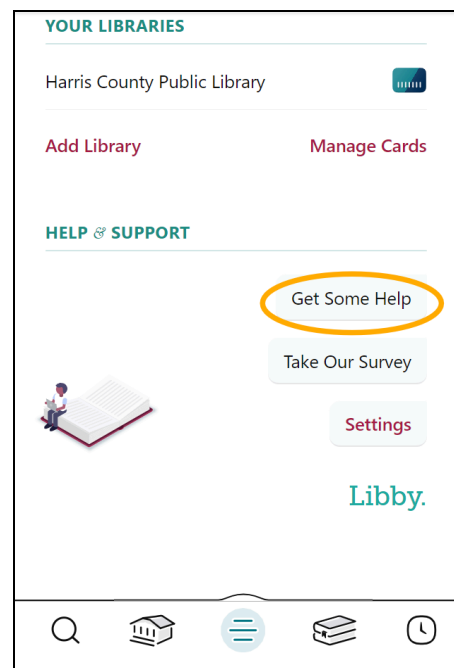 YOUR LIBRARIES
Harris County Public Library
Add Library Manage Cards
HELP & SUPPORT
Get Some Help
Take Our Survey
Settings
Libby.